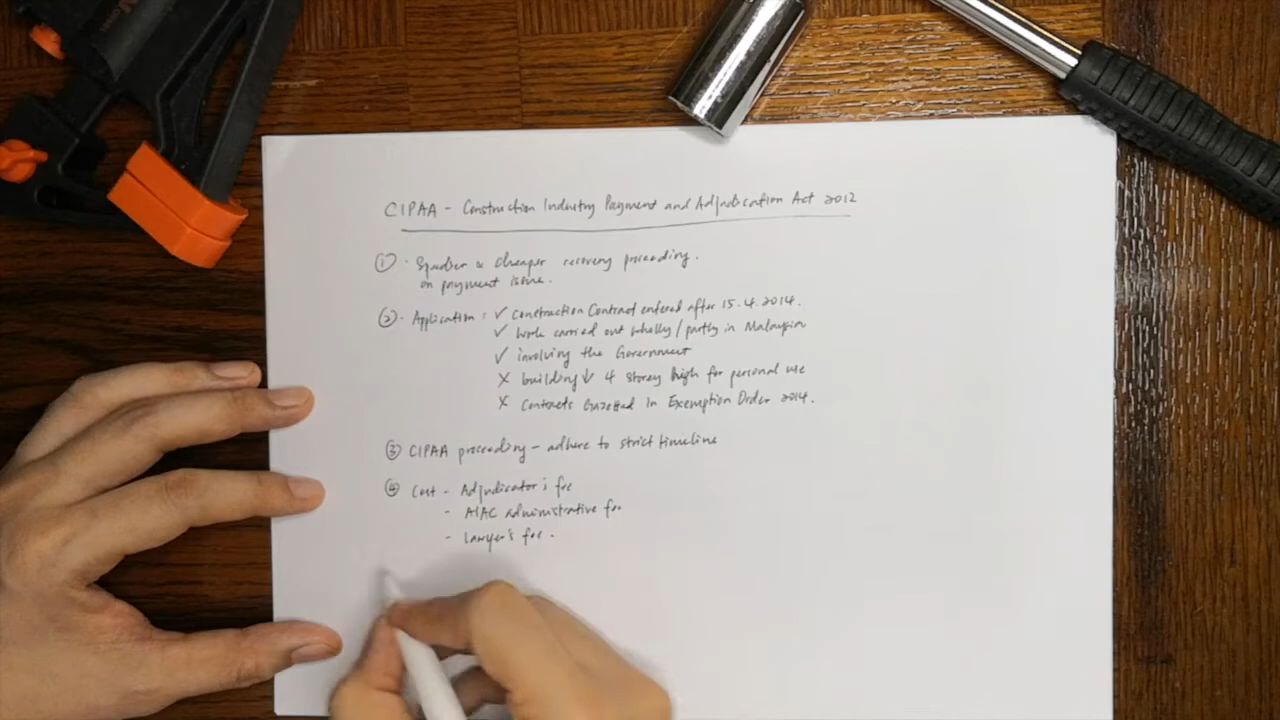 CIPAA - Construction Industry Payment and Adjudication Act 2012
① · Speedier & cheaper recovery proceeding.
on payment issue.
② · Application : ✓ Construction Contract entered after 15.4.2014.
✓ Work carried out wholly/partly in Malaysia
✓ involving the Government
✗ building ↓ 4 storey high for personal use
✗ Contracts Gazetted in Exemption Order 2014.
③ CIPAA proceeding - adhere to strict timeline
④ Cost - Adjudicator's fee
- AIAC administrative fee
- Lawyer's fee.